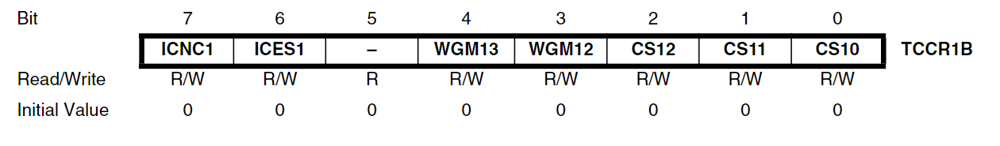 Bit 7 6 5 4 3 2 1 0
ICNC1 ICES1 – WGM13 WGM12 CS12 CS11 CS10 TCCR1B
Read/Write R/W R/W R R/W R/W R/W R/W R/W
Initial Value 0 0 0 0 0 0 0 0